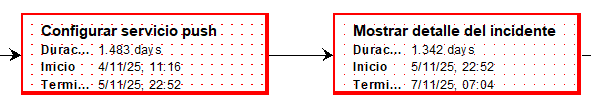 Configurar servicio push
Durac... 1.483 days
Inicio 4/11/25, 11:16
Termi... 5/11/25, 22:52
Mostrar detalle del incidente
Durac... 1.342 days
Inicio 5/11/25, 22:52
Termi... 7/11/25, 07:04